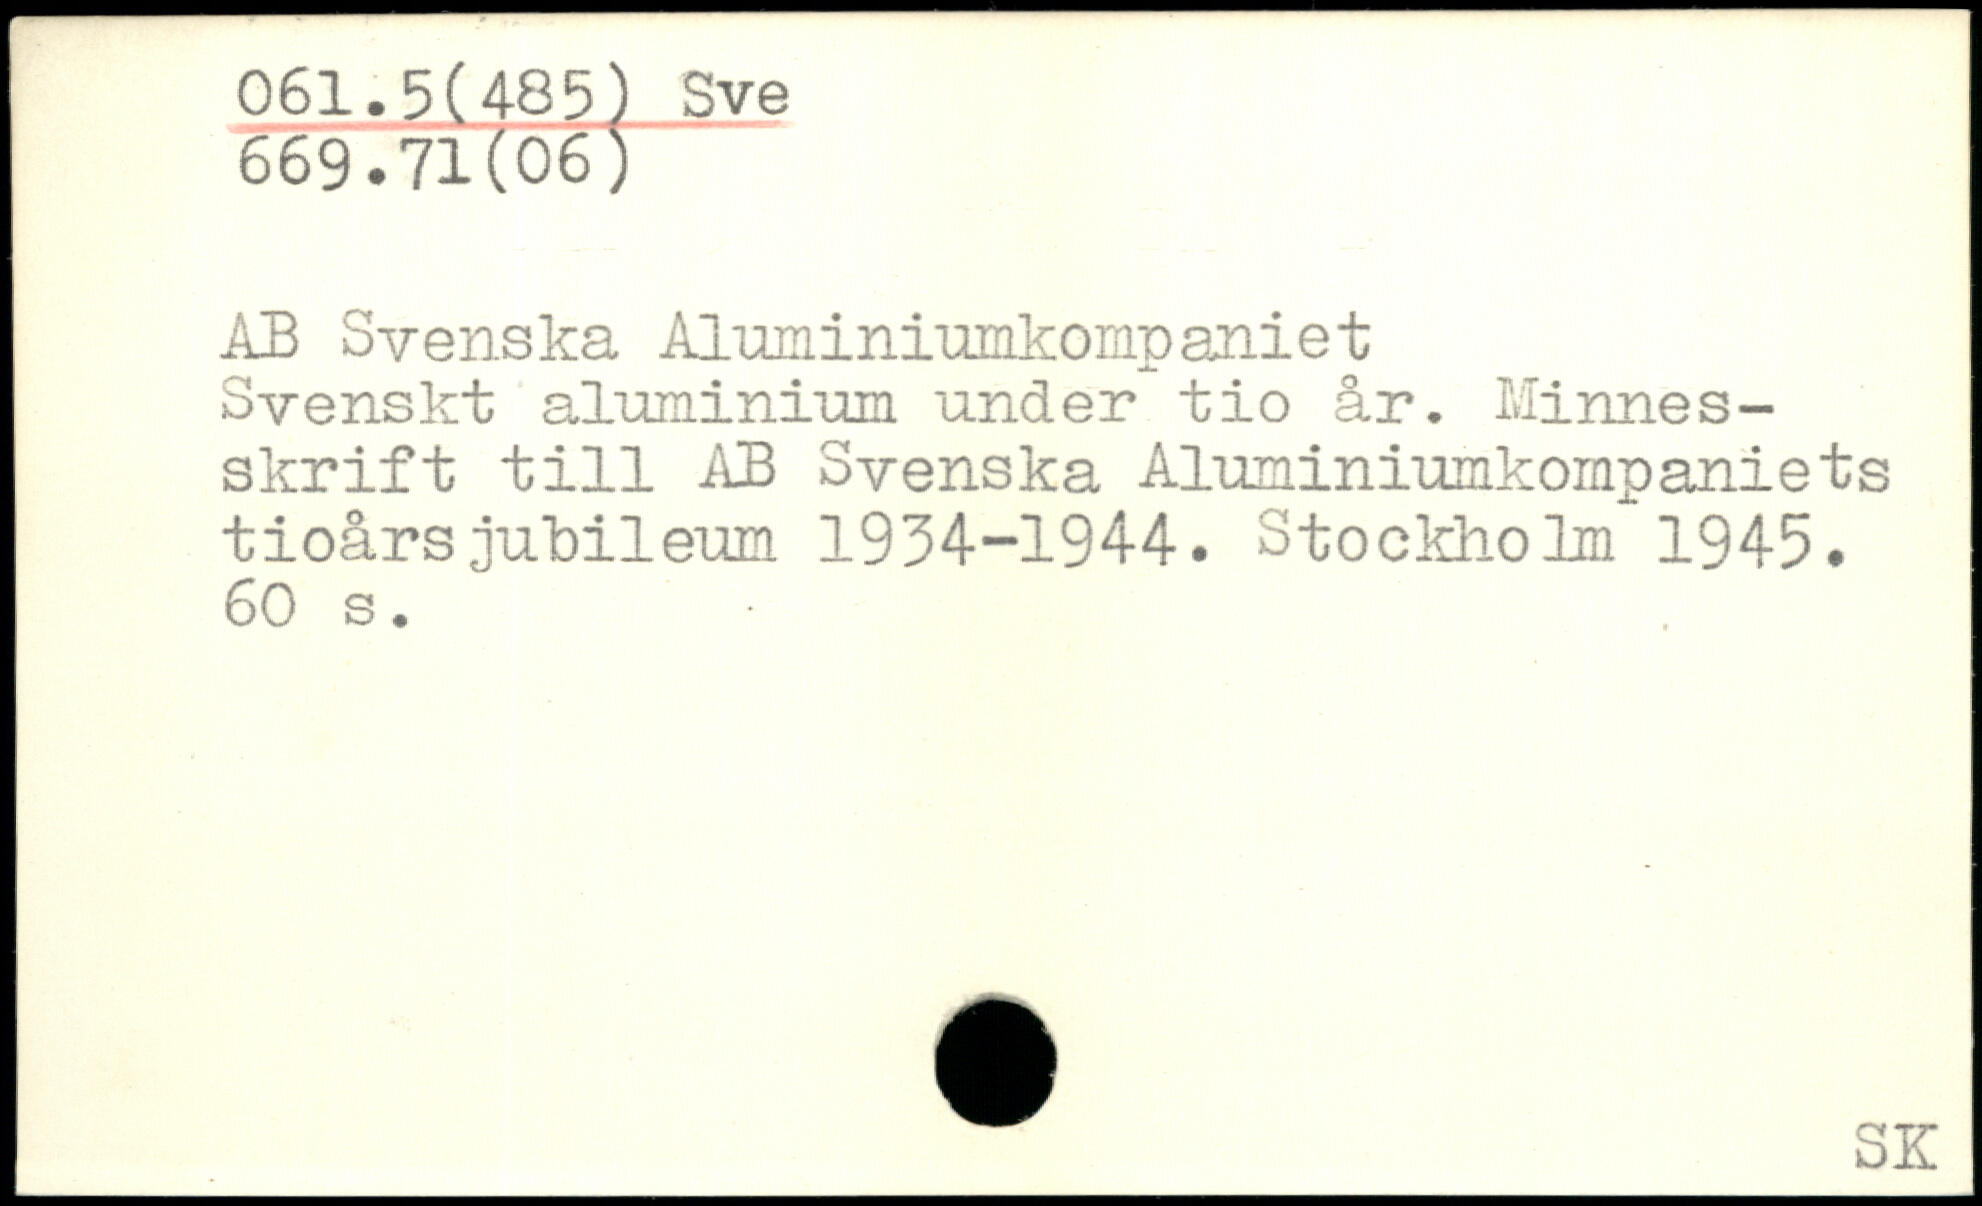 061.5(485) Sve
669.71(06)
AB Svenska Aluminiumkompaniet
Svenskt aluminium under tio år. Minnes-
skrift till AB Svenska Aluminiumkompaniets
tioårsjubileum 1934-1944. Stockholm 1945.
60 s.
SK